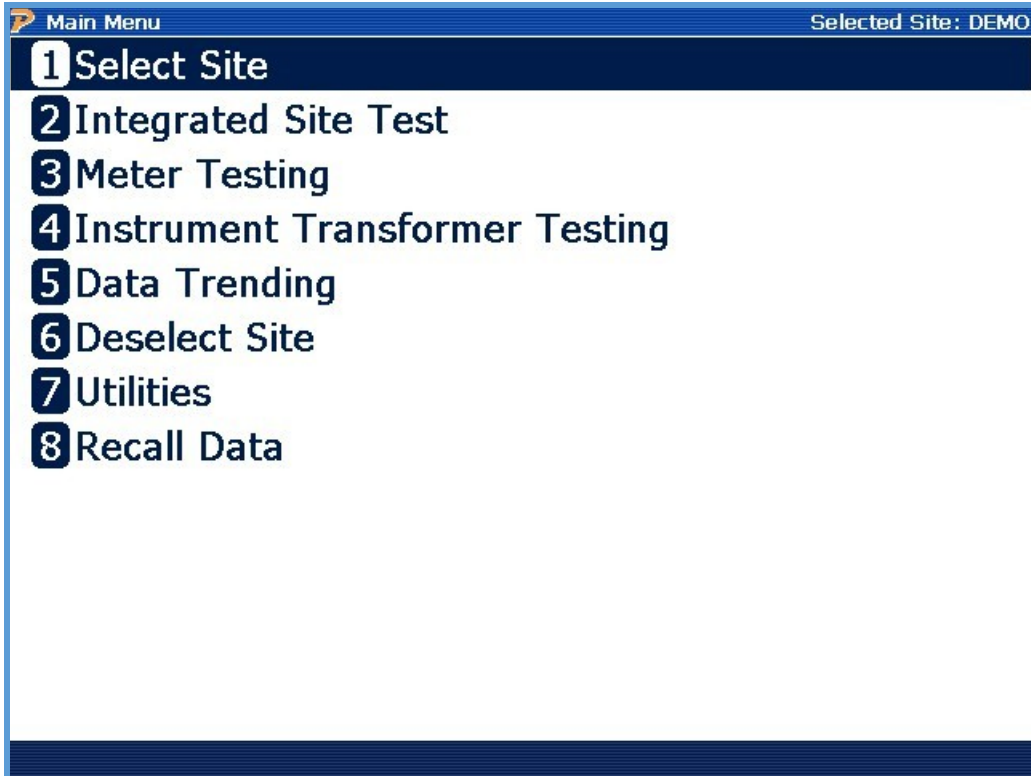 Main Menu Selected Site: DEMO
1 Select Site
2 Integrated Site Test
3 Meter Testing
4 Instrument Transformer Testing
5 Data Trending
6 Deselect Site
7 Utilities
8 Recall Data